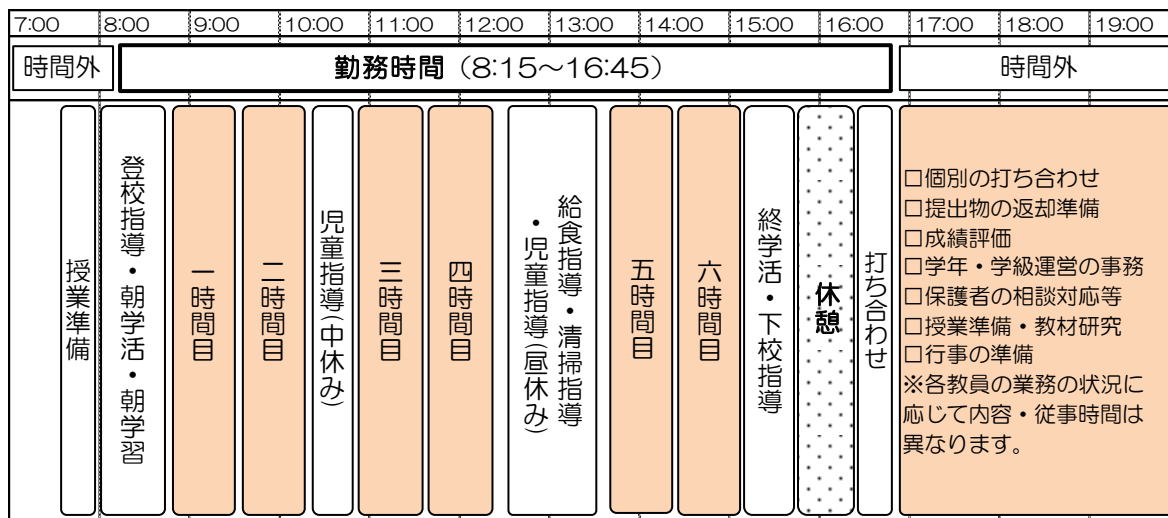 7:00 8:00 9:00 10:00 11:00 12:00 13:00 14:00 15:00 16:00 17:00 18:00 19:00
時間外
勤務時間（8:15～16:45）
時間外
授業準備
登校指導・朝学活・朝学習
一時間目
二時間目
児童指導(中休み)
三時間目
四時間目
給食指導・清掃指導
・児童指導(昼休み)
五時間目
六時間目
終学活・下校指導
休憩
打ち合わせ
□個別の打ち合わせ
□提出物の返却準備
□成績評価
□学年・学級運営の事務
□保護者の相談対応等
□授業準備・教材研究
□行事の準備
※各教員の業務の状況に
応じて内容・従事時間は
異なります。